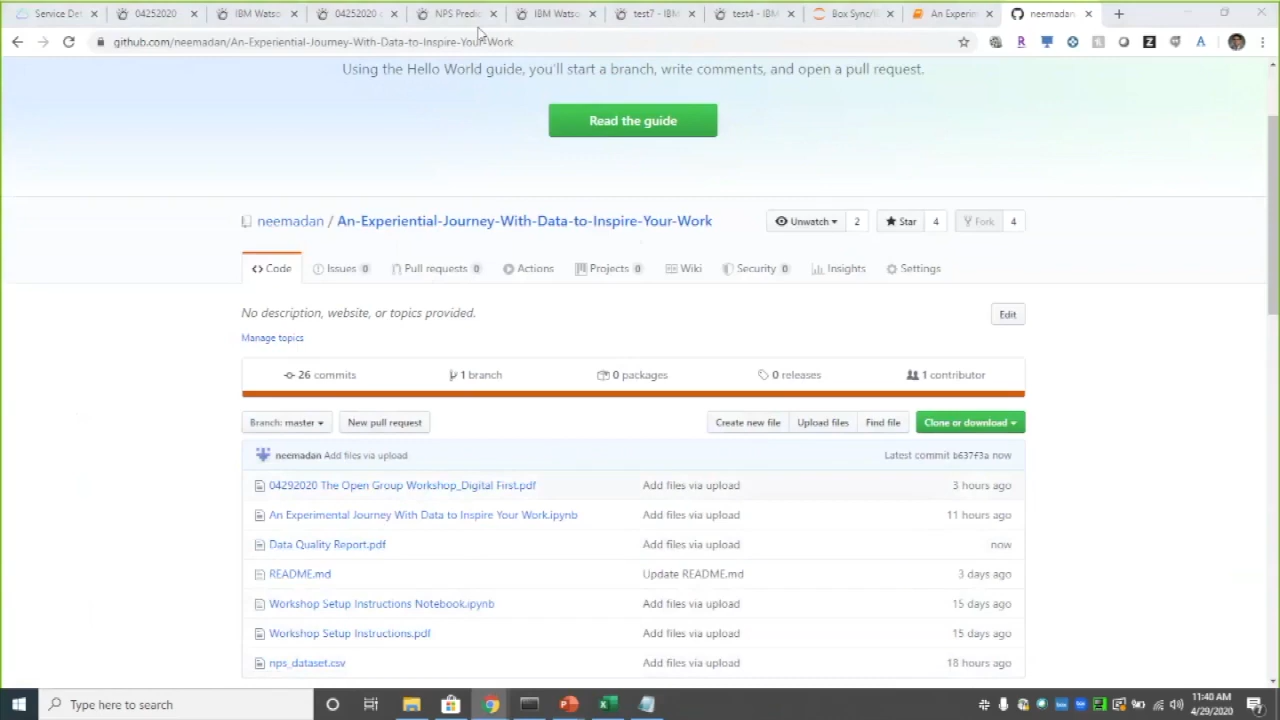 Service De
04252020
IBM Watso
04252020
NPS Predic
IBM Watso
test7 - IBM
test4 - IBM
Box Sync/
An Experim
neemadan
github.com/neemadan/An-Experiential-Journey-With-Data-to-Inspire-Your-Work
Using the Hello World guide, you'll start a branch, write comments, and open a pull request.
Read the guide
neemadan / An-Experiential-Journey-With-Data-to-Inspire-Your-Work
Unwatch 2 Star 4 Fork 4
Code Issues 0 Pull requests 0 Actions Projects 0 Wiki Security 0 Insights Settings
No description, website, or topics provided.
Edit
Manage topics
26 commits 1 branch 0 packages 0 releases 1 contributor
Branch: master New pull request Create new file Upload files Find file Clone or download
neemadan Add files via upload Latest commit b637f3a now
04292020 The Open Group Workshop_Digital First.pdf Add files via upload 3 hours ago
An Experimental Journey With Data to Inspire Your Work.ipynb Add files via upload 11 hours ago
Data Quality Report.pdf Add files via upload now
README.md Update README.md 3 days ago
Workshop Setup Instructions Notebook.ipynb Add files via upload 15 days ago
Workshop Setup Instructions.pdf Add files via upload 15 days ago
nps_dataset.csv Add files via upload 18 hours ago
Type here to search
11:40 AM
4/29/2020